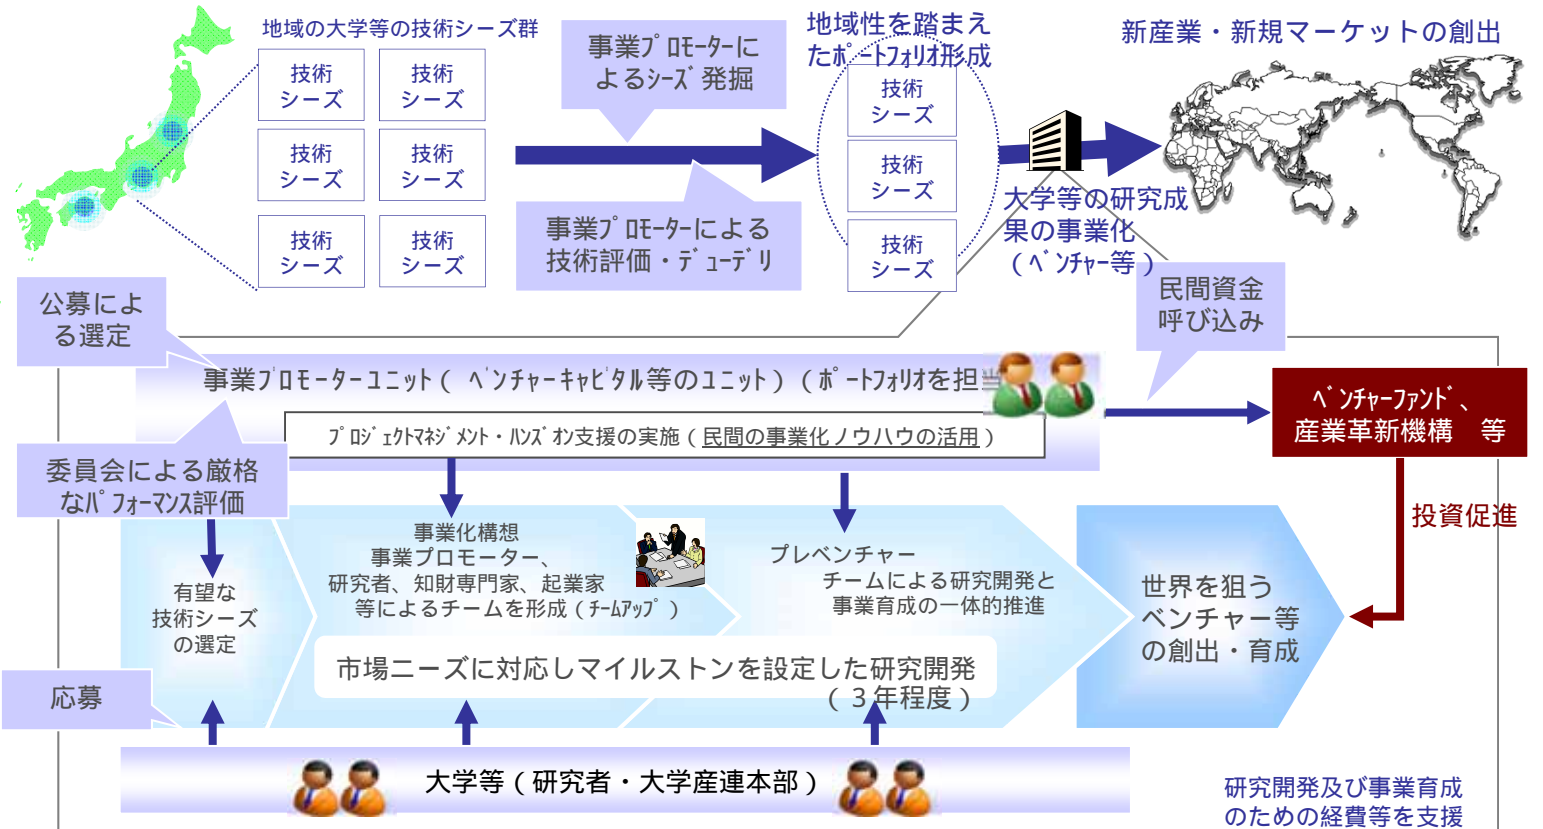 地域の大学等の技術シーズ群
技術
シーズ
技術
シーズ
技術
シーズ
技術
シーズ
技術
シーズ
技術
シーズ
事業ﾌﾟﾛﾓｰﾀｰに
よるｼｰｽﾞ発掘
事業ﾌﾟﾛﾓｰﾀｰによる
技術評価・ﾃﾞｭｰﾃﾞﾘ
地域性を踏まえ
たﾎﾟｰﾄﾌｫﾘｵ形成
技術
シーズ
技術
シーズ
技術
シーズ
新産業・新規マーケットの創出
大学等の研究成
果の事業化
（ﾍﾞﾝﾁｬｰ等）
公募によ
る選定
民間資金
呼び込み
事業ﾌﾟﾛﾓｰﾀｰﾕﾆｯﾄ（ﾍﾞﾝﾁｬｰｷｬﾋﾟﾀﾙ等のﾕﾆｯﾄ）（ﾎﾟｰﾄﾌｫﾘｵを担当
ﾌﾟﾛｼﾞｪｸﾄﾏﾈｼﾞﾒﾝﾄ・ﾊﾝｽﾞｵﾝ支援の実施（民間の事業化ノウハウの活用）
ﾍﾞﾝﾁｬｰﾌｧﾝﾄﾞ、
産業革新機構　等
委員会による厳格
なﾊﾟﾌｫｰﾏﾝｽ評価
投資促進
有望な
技術シーズ
の選定
事業化構想
事業プロモーター、
研究者、知財専門家、起業家
等によるチームを形成（ﾁｰﾑｱｯﾌﾟ）
プレベンチャー
チームによる研究開発と
事業育成の一体的推進
世界を狙う
ベンチャー等
の創出・育成
市場ニーズに対応しマイルストンを設定した研究開発
（３年程度）
応募
大学等（研究者・大学産連本部）
研究開発及び事業育成
のための経費等を支援